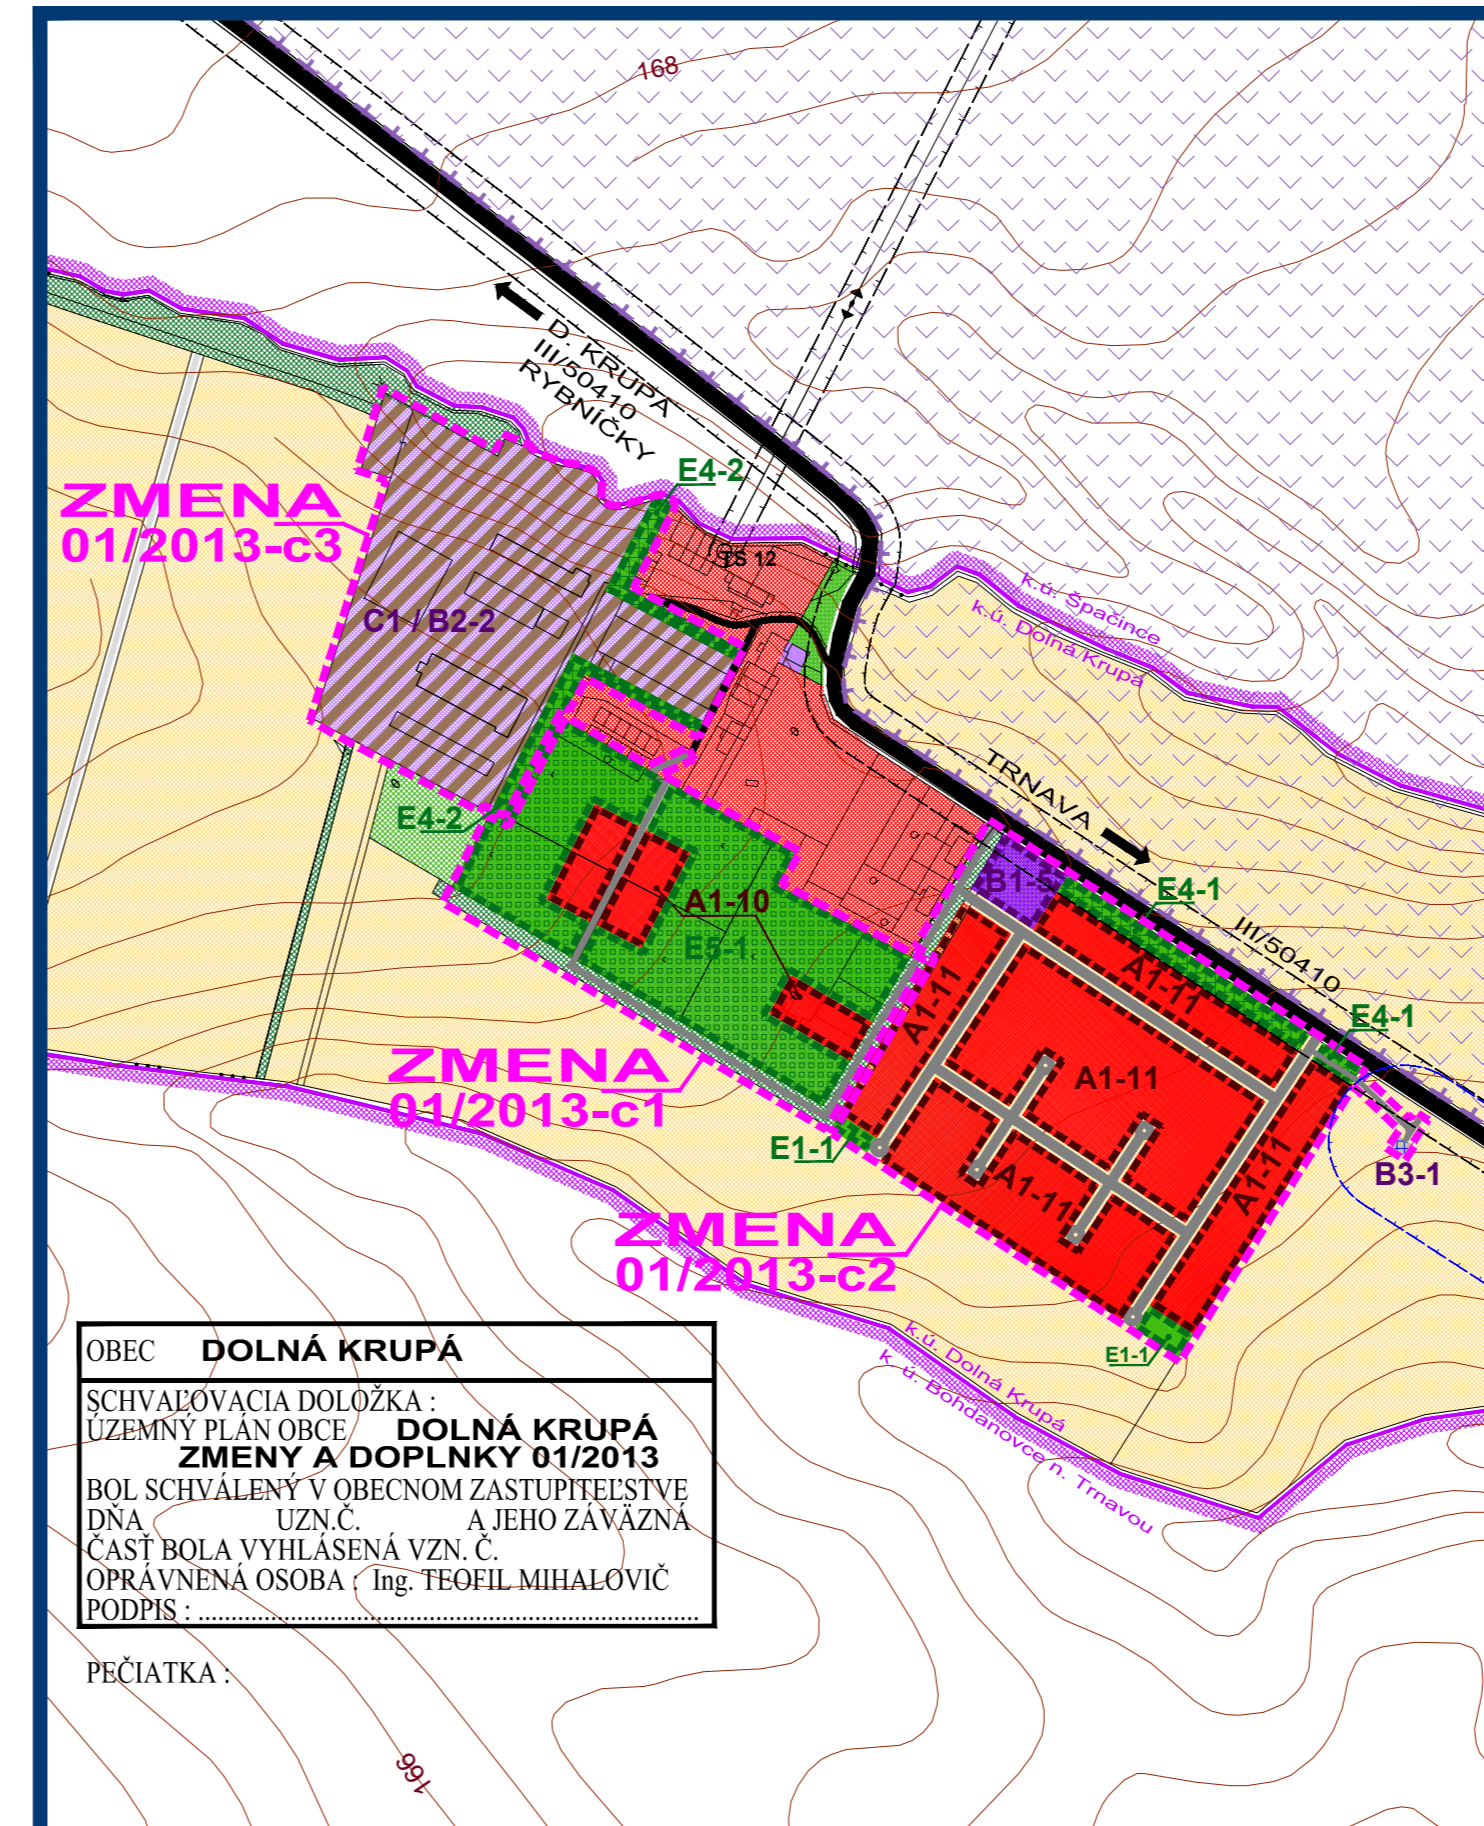 168
D. KRUPA
III/50410
RYBNÍČKY
E4-2
ZMENA
01/2013-c3
TS 12
C1 / B2-2
k.ú. Špačince
k.ú. Dolná Krupá
TRNAVA
E4-2
B1-5
E4-1
III/50410
A1-10
E5-1
A1-11
A1-11
E4-1
ZMENA
01/2013-c1
A1-11
E1-1
A1-11
A1-11
B3-1
ZMENA
01/2013-c2
E1-1
k.ú. Dolná Krupá
k. ú. Bohdanovce n. Trnavou
OBEC DOLNÁ KRUPÁ
SCHVAĽOVACIA DOLOŽKA :
ÚZEMNÝ PLÁN OBCE DOLNÁ KRUPÁ
ZMENY A DOPLNKY 01/2013
BOL SCHVÁLENÝ V OBECNOM ZASTUPITEĽSTVE
DŇA UZN.Č. A JEHO ZÁVÄZNÁ
ČASŤ BOLA VYHLÁSENÁ VZN. Č.
OPRÁVNENÁ OSOBA : Ing. TEOFIL MIHALOVIČ
PODPIS : ........................................................................
PEČIATKA :
166